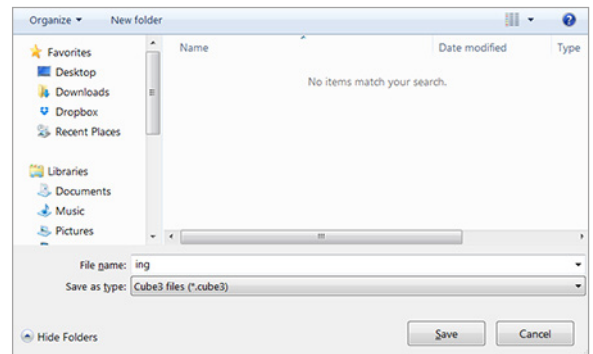 Organize New folder
Name Date modified Type
Favorites
Desktop
Downloads
Dropbox
Recent Places
No items match your search.
Libraries
Documents
Music
Pictures
File name: ing
Save as type: Cube3 files (*.cube3)
Hide Folders Save Cancel